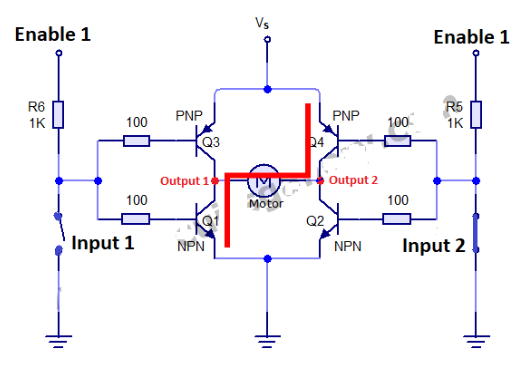 Enable 1
Vs
Enable 1
R6
1K
PNP
PNP
R5
1K
100
100
Q3
Q4
Output 1
Output 2
M
Motor
100
100
Q1
Q2
Input 1
NPN
NPN
Input 2